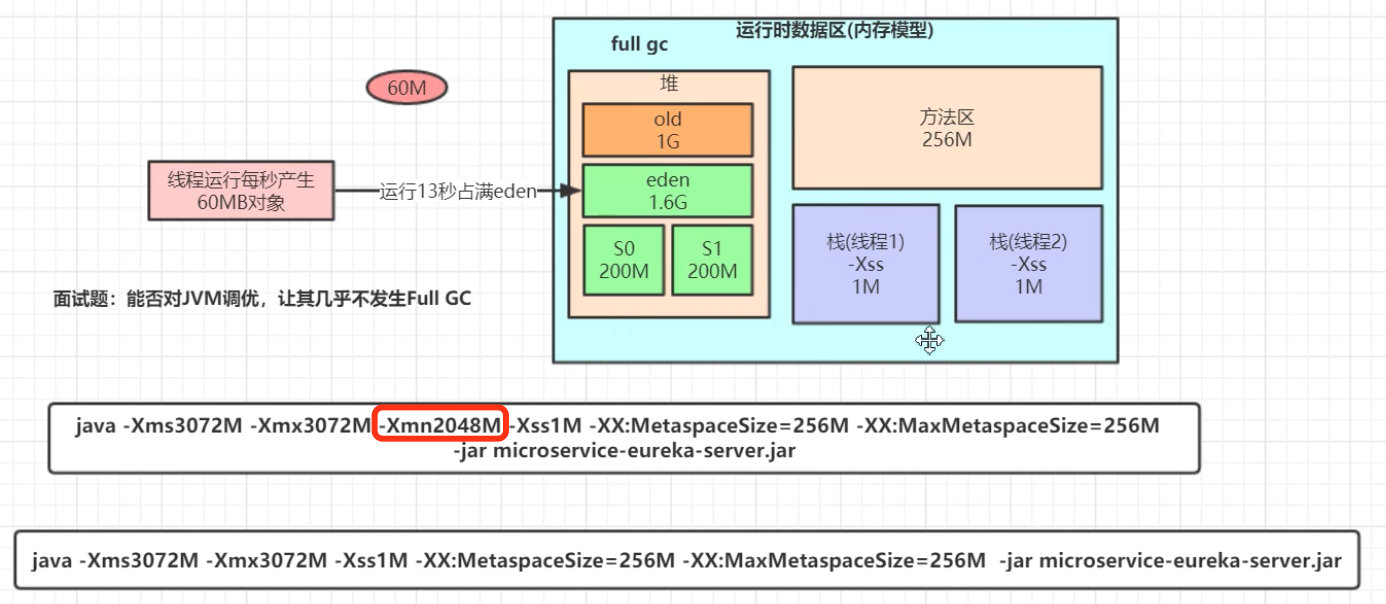 运行时数据区(内存模型)
full gc
堆
60M
old
1G
方法区
256M
线程运行每秒产生
60MB对象
运行13秒占满eden
eden
1.6G
S0
200M
S1
200M
栈(线程1)
-Xss
1M
栈(线程2)
-Xss
1M
面试题：能否对JVM调优，让其几乎不发生Full GC
java -Xms3072M -Xmx3072M -Xmn2048M -Xss1M -XX:MetaspaceSize=256M -XX:MaxMetaspaceSize=256M
-jar microservice-eureka-server.jar
java -Xms3072M -Xmx3072M -Xss1M -XX:MetaspaceSize=256M -XX:MaxMetaspaceSize=256M -jar microservice-eureka-server.jar